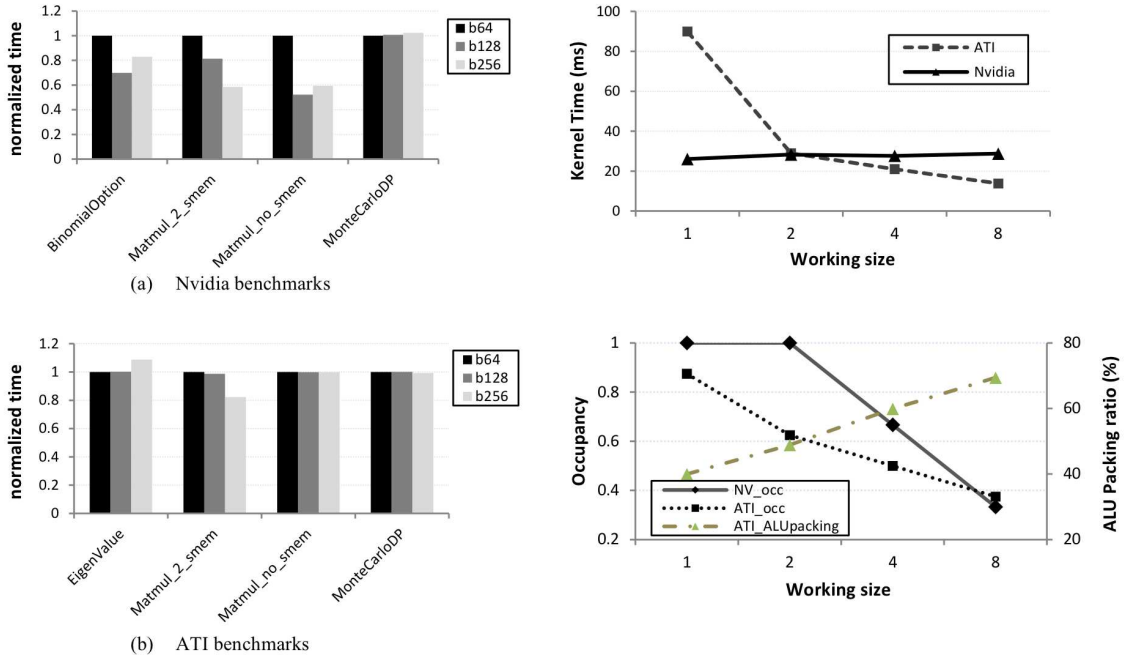 normalized time
1.2
1
0.8
0.6
0.4
0.2
0
b64
b128
b256
BinomialOption
Matmul_2_smem
Matmul_no_smem
MonteCarloDP
(a) Nvidia benchmarks
Kernel Time (ms)
100
80
60
40
20
0
ATI
Nvidia
1 2 4 8
Working size
normalized time
1.2
1
0.8
0.6
0.4
0.2
0
b64
b128
b256
EigenValue
Matmul_2_smem
Matmul_no_smem
MonteCarloDP
(b) ATI benchmarks
Occupancy
1
0.8
0.6
0.4
0.2
NV_occ
ATI_occ
ATI_ALUpacking
80
60
40
20
ALU Packing ratio (%)
1 2 4 8
Working size